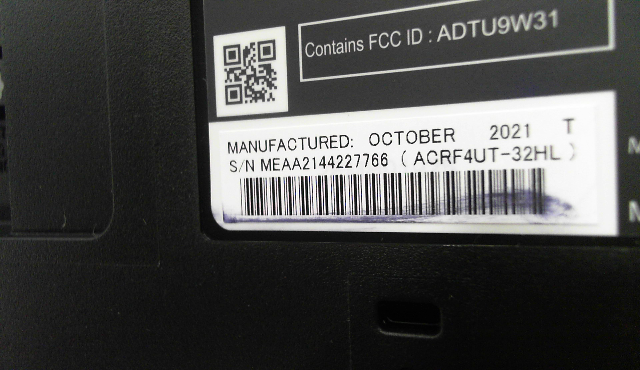 Contains FCC ID : ADTU9W31
MANUFACTURED: OCTOBER 2021 T
S/N MEAA2144227766 ( ACRF4UT-32HL )